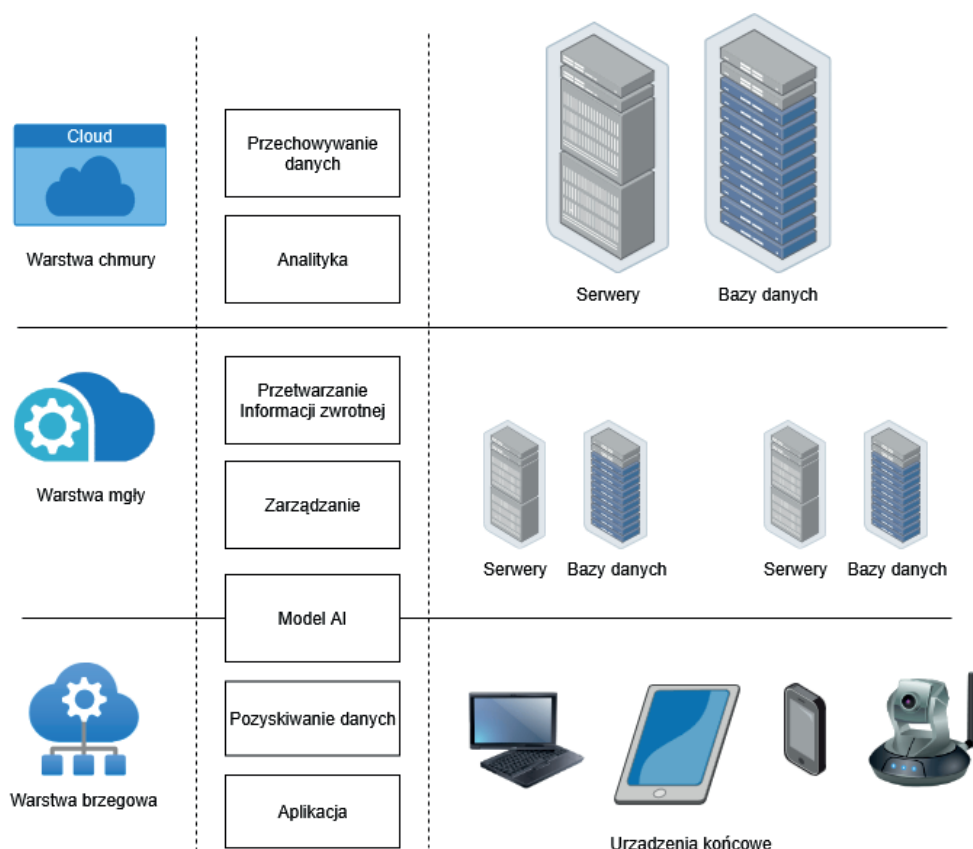 Cloud
Warstwa chmury
Przechowywanie
danych
Analityka
Serwery
Bazy danych
Warstwa mgły
Przetwarzanie
Informacji zwrotnej
Zarządzanie
Serwery
Bazy danych
Serwery
Bazy danych
Model AI
Warstwa brzegowa
Pozyskiwanie danych
Aplikacja
Urządzenia końcowe